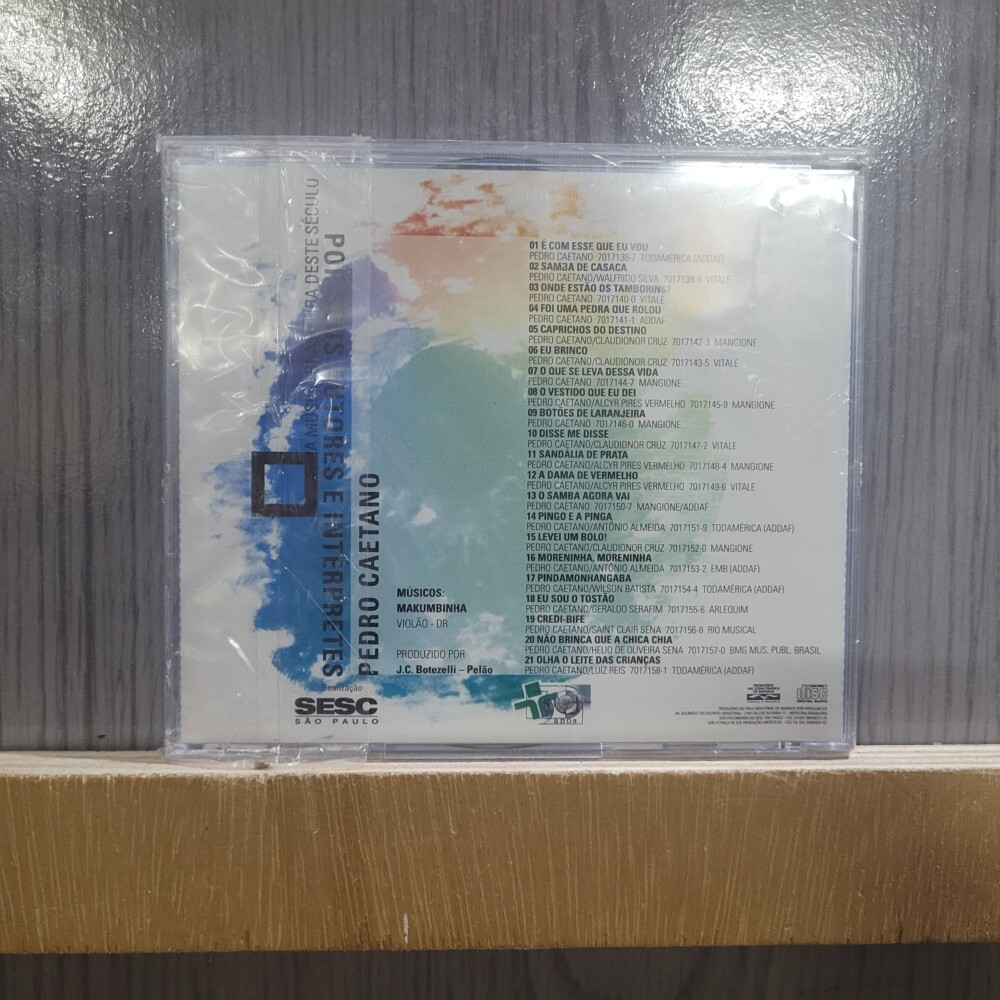 RA DESTE SÉCULO
A MÚS
POR S UTORES E INTÉRPRETES
PEDRO CAETANO
01 É COM ESSE QUE EU VOU
PEDRO CAETANO 7017138-7 TODAMÉRICA (ADDAF)
02 SAMBA DE CASACA
PEDRO CAETANO/WALFRIDO SILVA 7017139-9 VITALE
03 ONDE ESTÃO OS TAMBORINS?
PEDRO CAETANO 7017140-0 VITALE
04 FOI UMA PEDRA QUE ROLOU
PEDRO CAETANO 7017141-1 ADDAF
05 CAPRICHOS DO DESTINO
PEDRO CAETANO/CLAUDIONOR CRUZ 7017142-3 MANGIONE
06 EU BRINCO
PEDRO CAETANO/CLAUDIONOR CRUZ 7017143-5 VITALE
07 O QUE SE LEVA DESSA VIDA
PEDRO CAETANO 7017144-7 MANGIONE
08 O VESTIDO QUE EU DEI
PEDRO CAETANO/ALCYR PIRES VERMELHO 7017145-9 MANGIONE
09 BOTÕES DE LARANJEIRA
PEDRO CAETANO 7017146-0 MANGIONE
10 DISSE ME DISSE
PEDRO CAETANO/CLAUDIONOR CRUZ 7017147-2 VITALE
11 SANDÁLIA DE PRATA
PEDRO CAETANO/ALCYR PIRES VERMELHO 7017148-4 MANGIONE
12 A DAMA DE VERMELHO
PEDRO CAETANO/ALCYR PIRES VERMELHO 7017149-6 VITALE
13 O SAMBA AGORA VAI
PEDRO CAETANO 7017150-7 MANGIONE/ADDAF
14 PINGO E A PINGA
PEDRO CAETANO/ANTÔNIO ALMEIDA 7017151-9 TODAMÉRICA (ADDAF)
15 LEVEI UM BOLO!
PEDRO CAETANO/CLAUDIONOR CRUZ 7017152-0 MANGIONE
16 MORENINHA, MORENINHA
PEDRO CAETANO/ANTÔNIO ALMEIDA 7017153-2 EMB (ADDAF)
17 PINDAMONHANGABA
PEDRO CAETANO/WILSON BATISTA 7017154-4 TODAMÉRICA (ADDAF)
18 EU SOU O TOSTÃO
PEDRO CAETANO/GERALDO SERAFIM 7017155-6 ARLEQUIM
19 CREDI-BIFE
PEDRO CAETANO/SAINT CLAIR SENA 7017156-8 RIO MUSICAL
20 NÃO BRINCA QUE A CHICA CHIA
PEDRO CAETANO/HELIO DE OLIVEIRA SENA 7017157-0 BMG MUS. PUBL. BRASIL
21 OLHA O LEITE DAS CRIANÇAS
PEDRO CAETANO/LUIZ REIS 7017158-1 TODAMÉRICA (ADDAF)
MÚSICOS:
MAKUMBINHA
VIOLÃO - DR
PRODUZIDO POR
J.C. Botezelli – Pelão
Realização
SESC
SÃO PAULO
anos
disc
DIGITAL AUDIO